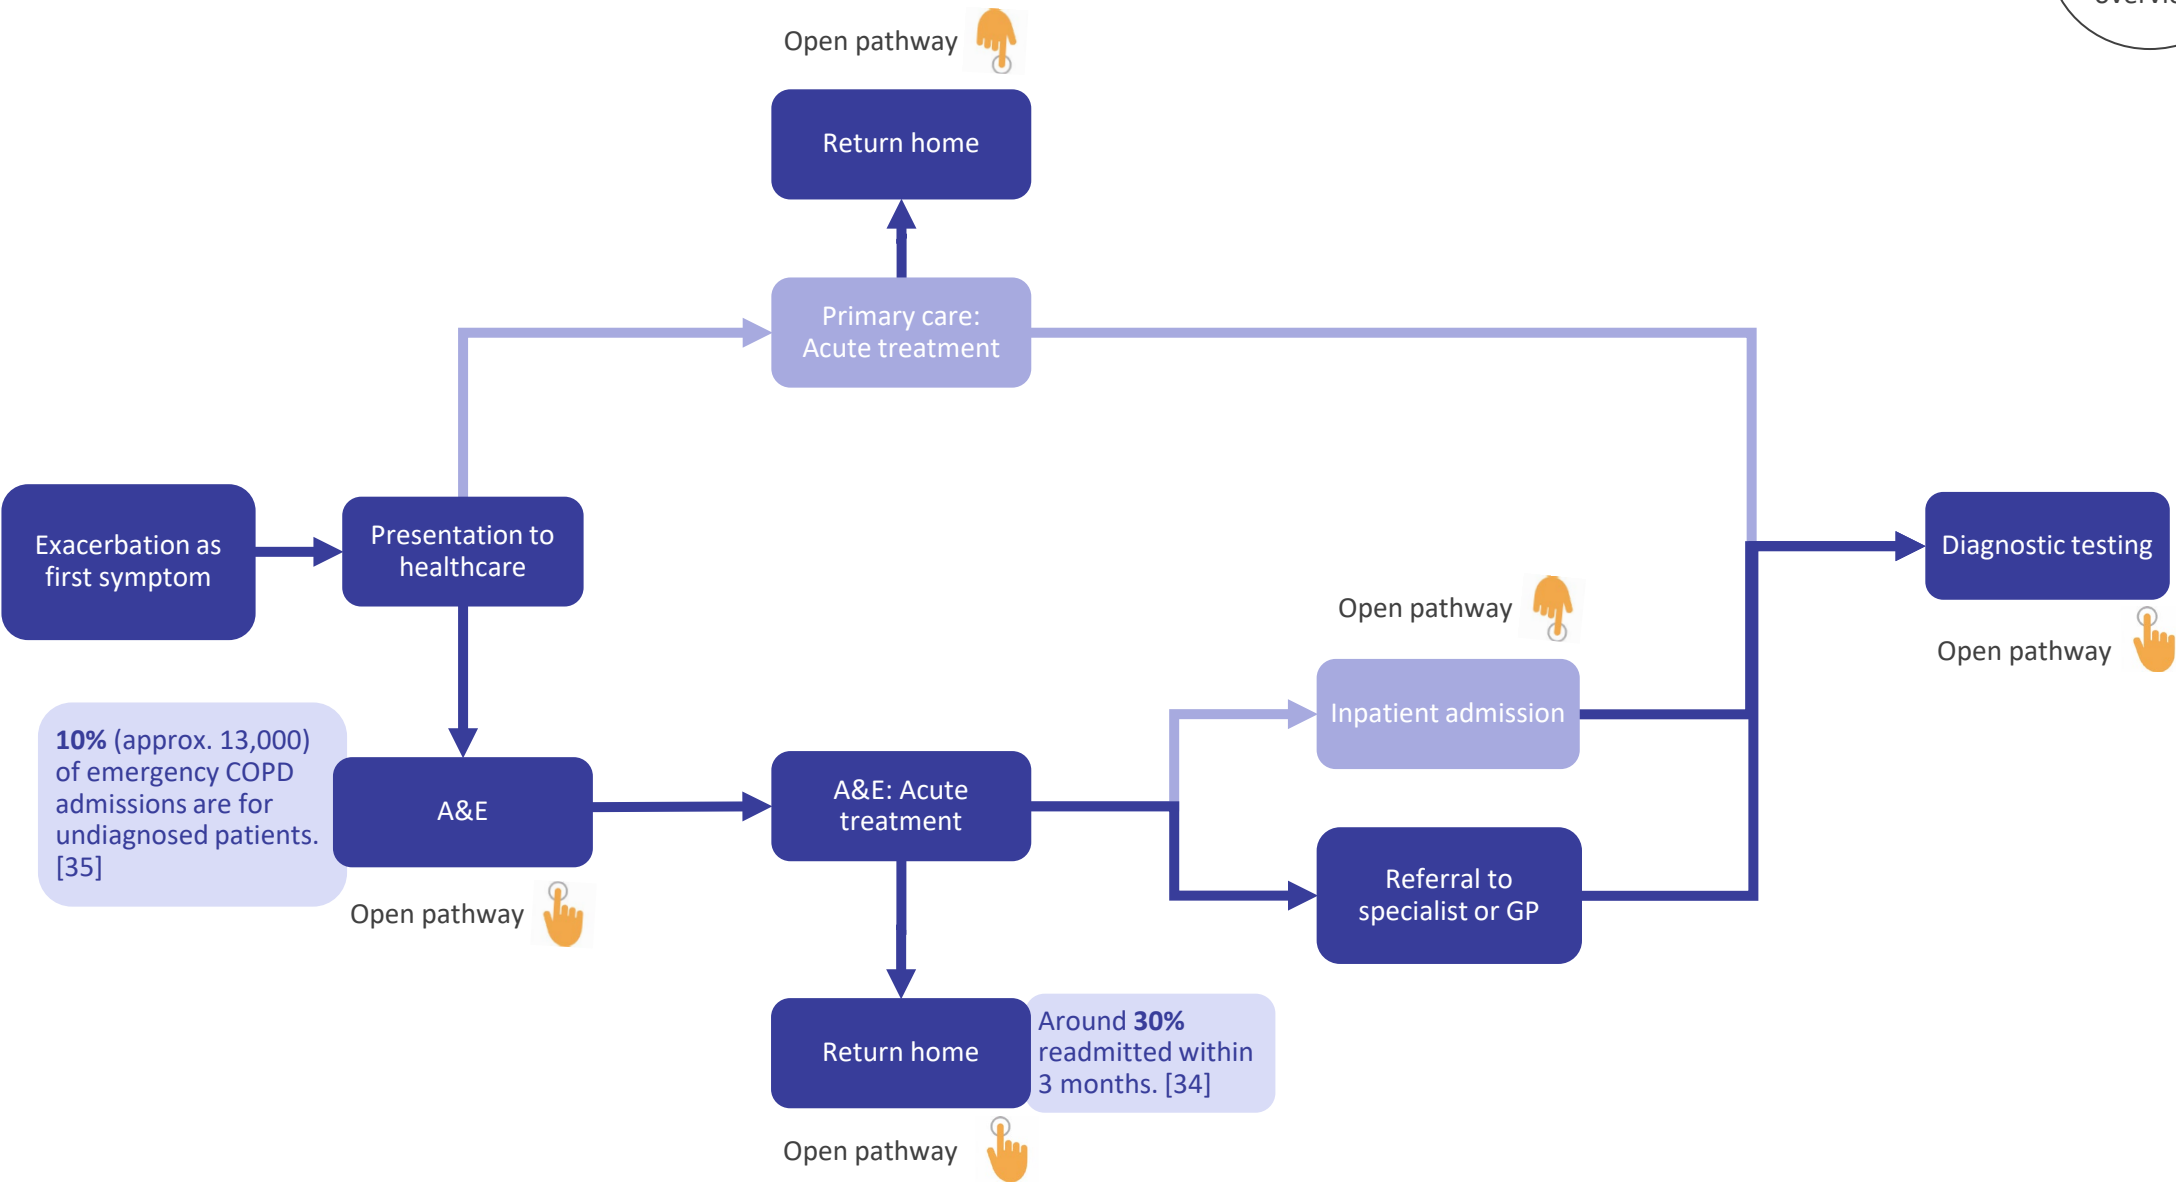 Open pathway
Return home
Primary care:
Acute treatment
Exacerbation as
first symptom
Presentation to
healthcare
Diagnostic testing
Open pathway
Open pathway
Inpatient admission
10% (approx. 13,000)
of emergency COPD
admissions are for
undiagnosed patients.
[35]
A&E
Open pathway
A&E: Acute
treatment
Referral to
specialist or GP
Return home
Around 30%
readmitted within
3 months. [34]
Open pathway